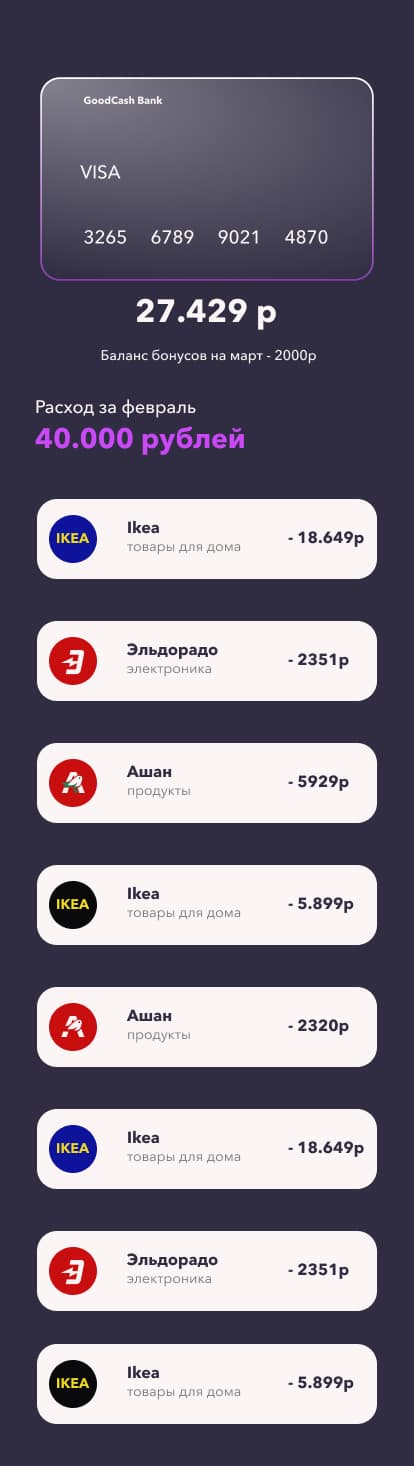 GoodCash Bank
VISA
3265 6789 9021 4870
27.429 р
Баланс бонусов на март - 2000р
Расход за февраль
40.000 рублей
IKEA
Ikea
товары для дома
- 18.649р
Эльдорадо
электроника
- 2351р
Ашан
продукты
- 5929р
IKEA
Ikea
товары для дома
- 5.899р
Ашан
продукты
- 2320р
IKEA
Ikea
товары для дома
- 18.649р
Эльдорадо
электроника
- 2351р
IKEA
Ikea
товары для дома
- 5.899р